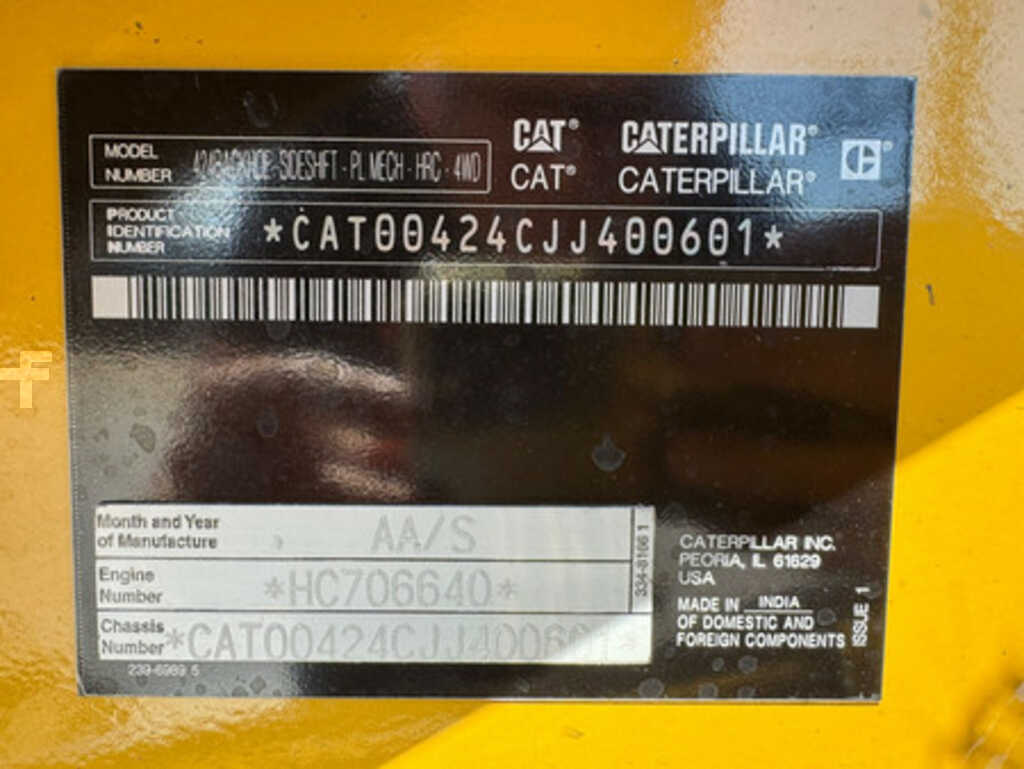 MODEL NUMBER 424BACKHOE - SIDESHIFT - PL MECH - HRC - 4WD
CAT® CATERPILLAR®
CAT® CATERPILLAR®
PRODUCT IDENTIFICATION NUMBER *CAT00424CJJ400601*
Month and Year of Manufacture AA/S
Engine Number *HC706640*
Chassis Number *CAT00424CJJ400601*
334-8106 1
239-6989 5
CATERPILLAR INC.
PEORIA, IL 61629
USA
MADE IN INDIA
OF DOMESTIC AND
FOREIGN COMPONENTS
ISSUE 1